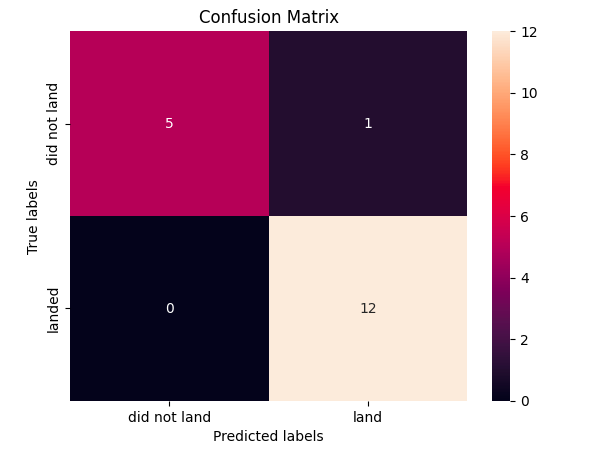 Confusion Matrix
True labels
did not land
landed
5
1
0
12
did not land
land
Predicted labels
12
10
8
6
4
2
0